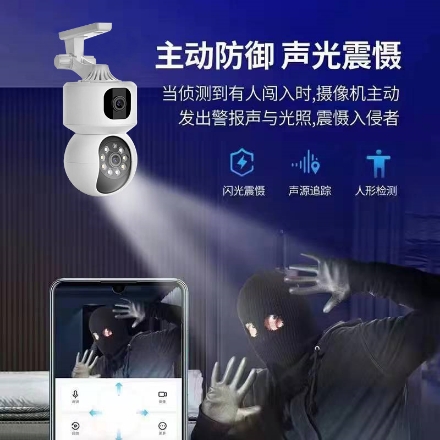 主动防御 声光震慑
当侦测到有人闯入时,摄像机主动
发出警报声与光照,震慑入侵者
闪光震慑
声源追踪
人形检测